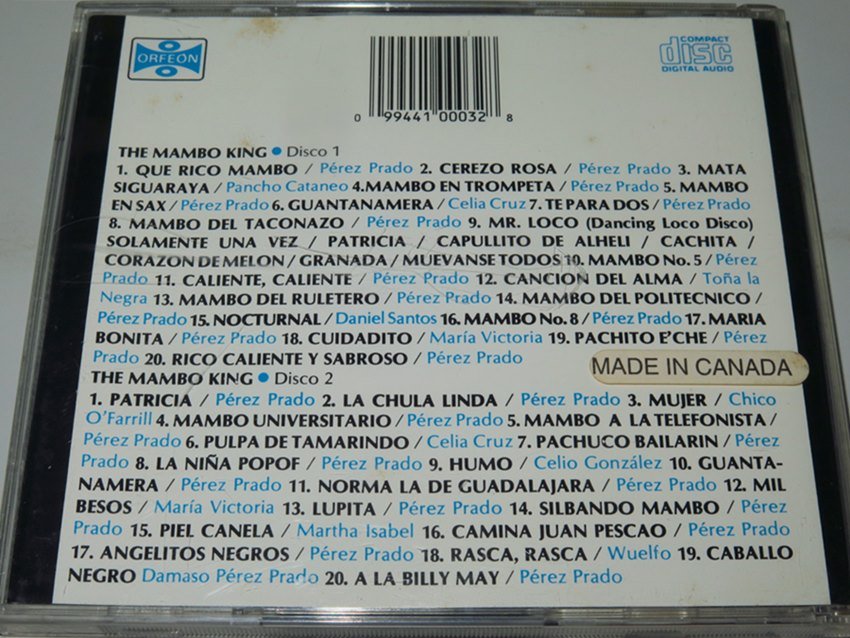 ORFEÓN
COMPACT
disc
DIGITAL AUDIO
0 99441 00032 8
THE MAMBO KING • Disco 1
1. QUE RICO MAMBO / Pérez Prado 2. CEREZO ROSA / Pérez Prado 3. MATA
SIGUARAYA / Pancho Cataneo 4. MAMBO EN TROMPETA / Pérez Prado 5. MAMBO
EN SAX / Pérez Prado 6. GUANTANAMERA / Celia Cruz 7. TE PARA DOS / Pérez Prado
8. MAMBO DEL TACONAZO / Pérez Prado 9. MR. LOCO (Dancing Loco Disco)
SOLAMENTE UNA VEZ / PATRICIA / CAPULLITO DE ALHELI / CACHITA /
CORAZON DE MELON / GRANADA / MUEVANSE TODOS 10. MAMBO No. 5 / Pérez
Prado 11. CALIENTE, CALIENTE / Pérez Prado 12. CANCION DEL ALMA / Toña la
Negra 13. MAMBO DEL RULETERO / Pérez Prado 14. MAMBO DEL POLITECNICO /
Pérez Prado 15. NOCTURNAL / Daniel Santos 16. MAMBO No. 8 / Pérez Prado 17. MARIA
BONITA / Pérez Prado 18. CUIDADITO / María Victoria 19. PACHITO E'CHE / Pérez
Prado 20. RICO CALIENTE Y SABROSO / Pérez Prado
MADE IN CANADA
THE MAMBO KING • Disco 2
1. PATRICIA / Pérez Prado 2. LA CHULA LINDA / Pérez Prado 3. MUJER / Chico
O'Farrill 4. MAMBO UNIVERSITARIO / Pérez Prado 5. MAMBO A LA TELEFONISTA /
Pérez Prado 6. PULPA DE TAMARINDO / Celia Cruz 7. PACHUCO BAILARIN / Pérez
Prado 8. LA NIÑA POPOF / Pérez Prado 9. HUMO / Celio González 10. GUANTA-
NAMERA / Pérez Prado 11. NORMA LA DE GUADALAJARA / Pérez Prado 12. MIL
BESOS / María Victoria 13. LUPITA / Pérez Prado 14. SILBANDO MAMBO / Pérez
Prado 15. PIEL CANELA / Martha Isabel 16. CAMINA JUAN PESCAO / Pérez Prado
17. ANGELITOS NEGROS / Pérez Prado 18. RASCA, RASCA / Wuelfo 19. CABALLO
NEGRO Damaso Pérez Prado 20. A LA BILLY MAY / Pérez Prado